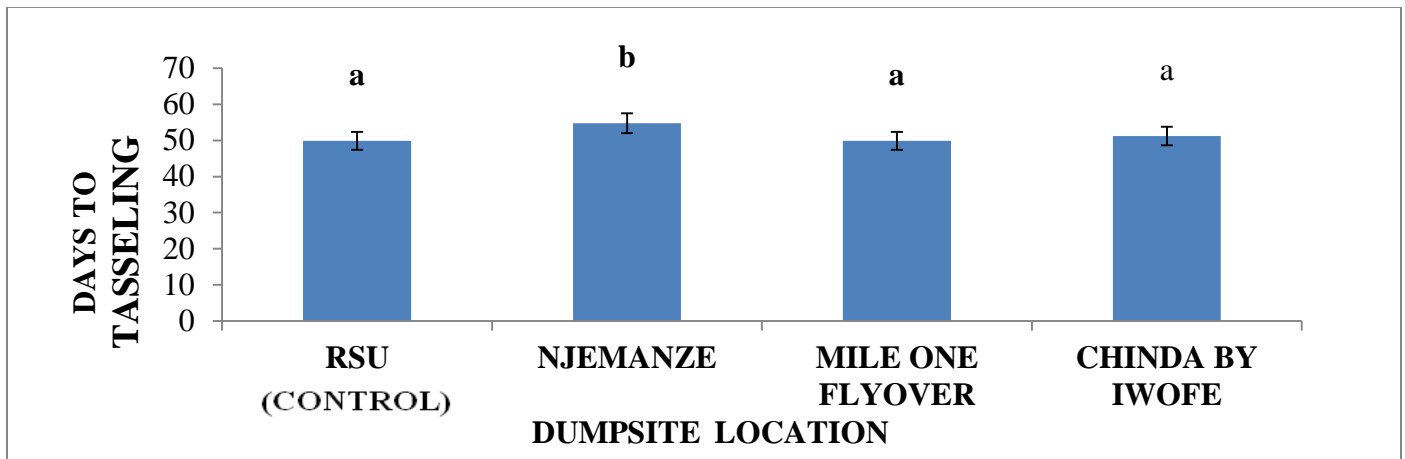 a b a a
70
60
50
40
30
20
10
0
DAYS TO
TASSELING
RSU NJEMANZE MILE ONE CHINDA BY
(CONTROL) FLYOVER IWOFE
DUMPSITE LOCATION